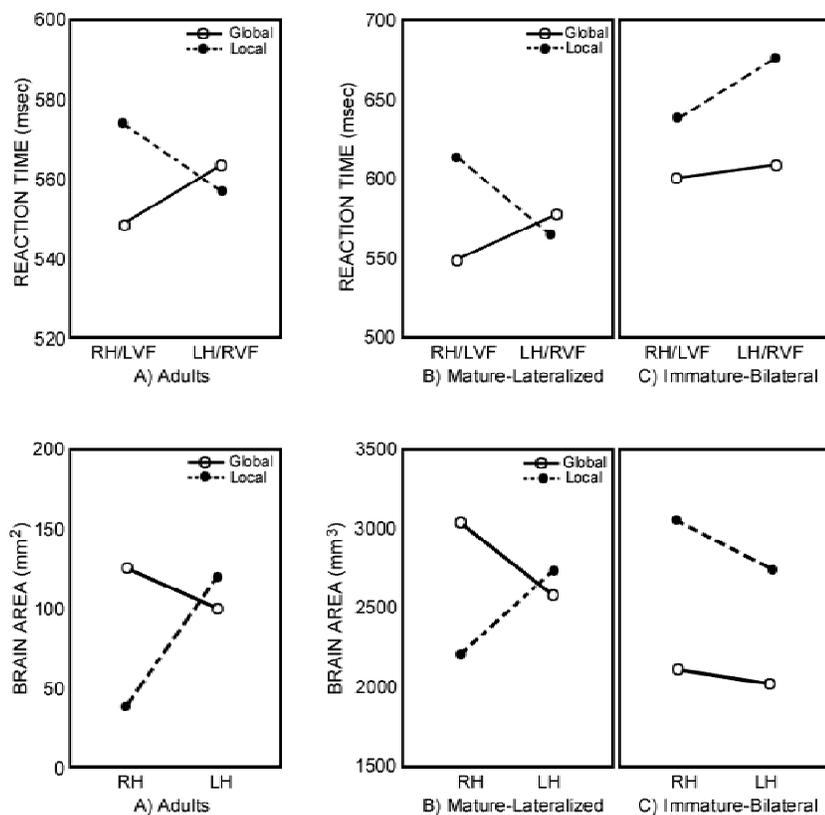 600
580
560
540
520
REACTION TIME (msec)
Global
Local
RH/LVF LH/RVF
A) Adults
700
650
600
550
500
REACTION TIME (msec)
Global
Local
RH/LVF LH/RVF
B) Mature-Lateralized
RH/LVF LH/RVF
C) Immature-Bilateral
200
150
100
50
0
BRAIN AREA (mm²)
Global
Local
RH LH
A) Adults
3500
3000
2500
2000
1500
BRAIN AREA (mm³)
Global
Local
RH LH
B) Mature-Lateralized
RH LH
C) Immature-Bilateral